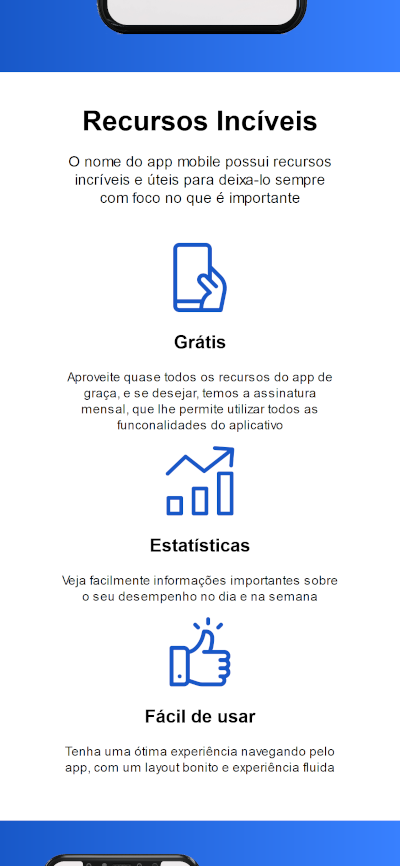 Recursos Incíveis
O nome do app mobile possui recursos
incríveis e úteis para deixa-lo sempre
com foco no que é importante
Grátis
Aproveite quase todos os recursos do app de
graça, e se desejar, temos a assinatura
mensal, que lhe permite utilizar todos as
funconalidades do aplicativo
Estatísticas
Veja facilmente informações importantes sobre
o seu desempenho no dia e na semana
Fácil de usar
Tenha uma ótima experiência navegando pelo
app, com um layout bonito e experiência fluida